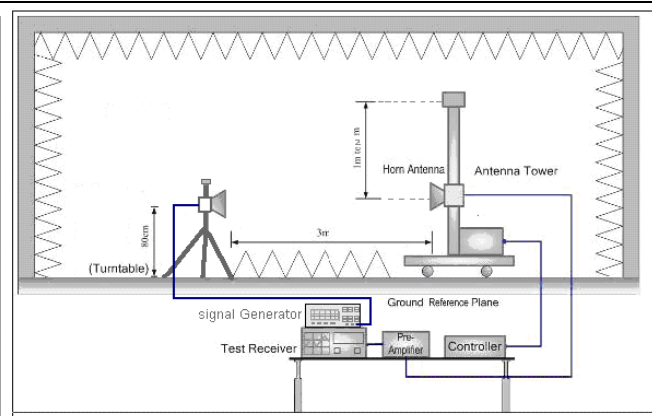 1m to 4 m
Horn Antenna
Antenna Tower
80cm
3m
(Turntable)
Ground Reference Plane
signal Generator
Test Receiver
Pre-
Amplifier
Controller